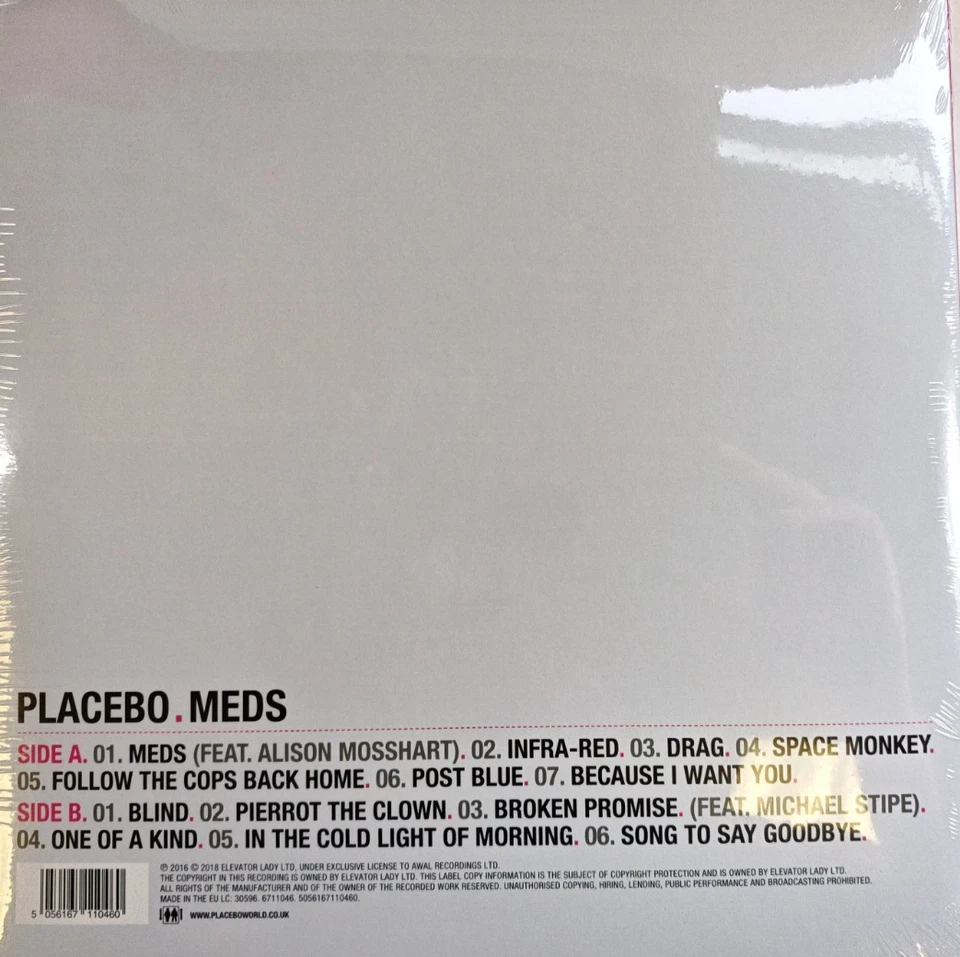 PLACEBO.MEDS
SIDE A. 01. MEDS (FEAT. ALISON MOSSHART). 02. INFRA-RED. 03. DRAG. 04. SPACE MONKEY.
05. FOLLOW THE COPS BACK HOME. 06. POST BLUE. 07. BECAUSE I WANT YOU.
SIDE B. 01. BLIND. 02. PIERROT THE CLOWN. 03. BROKEN PROMISE. (FEAT. MICHAEL STIPE).
04. ONE OF A KIND. 05. IN THE COLD LIGHT OF MORNING. 06. SONG TO SAY GOODBYE.
℗ 2016 © 2018 ELEVATOR LADY LTD, UNDER EXCLUSIVE LICENSE TO AWAL RECORDINGS LTD.
THE COPYRIGHT IN THIS RECORDING IS OWNED BY ELEVATOR LADY LTD. THIS LABEL COPY INFORMATION IS THE SUBJECT OF COPYRIGHT PROTECTION AND IS OWNED BY ELEVATOR LADY LTD.
ALL RIGHTS OF THE MANUFACTURER AND OF THE OWNER OF THE RECORDED WORK RESERVED. UNAUTHORISED COPYING, HIRING, LENDING, PUBLIC PERFORMANCE AND BROADCASTING PROHIBITED.
MADE IN THE EU LC: 30596. 6711046. 5056167110460.
5 056167 110460
WWW.PLACEBOWORLD.CO.UK